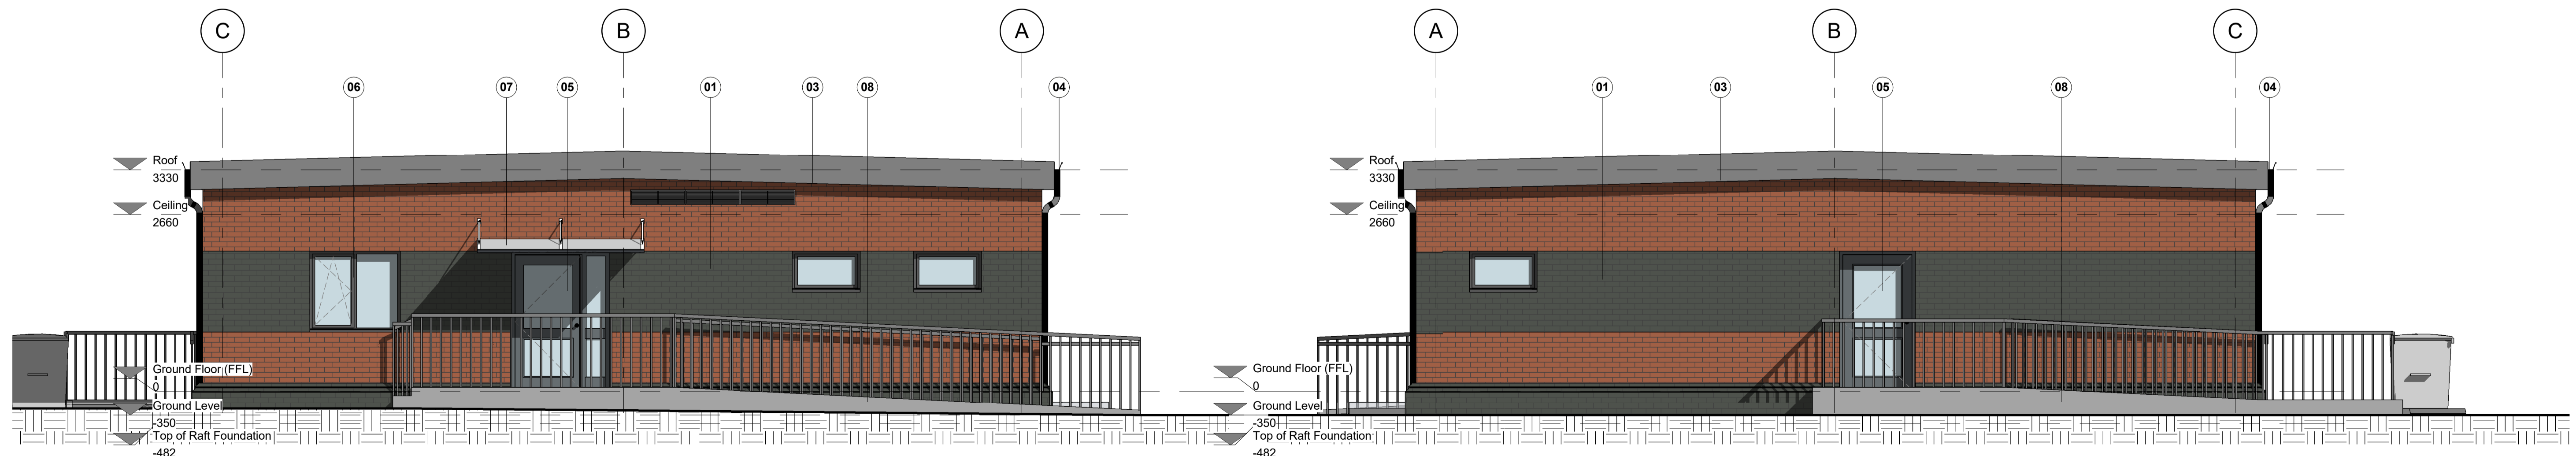 C
B
A
06
07
05
01
03
08
04
Roof
3330
Ceiling
2660
Ground Floor (FFL)
0
Ground Level
-350
Top of Raft Foundation
-482
A
B
C
01
03
05
08
04
Roof
3330
Ceiling
2660
Ground Floor (FFL)
0
Ground Level
-350
Top of Raft Foundation
-482